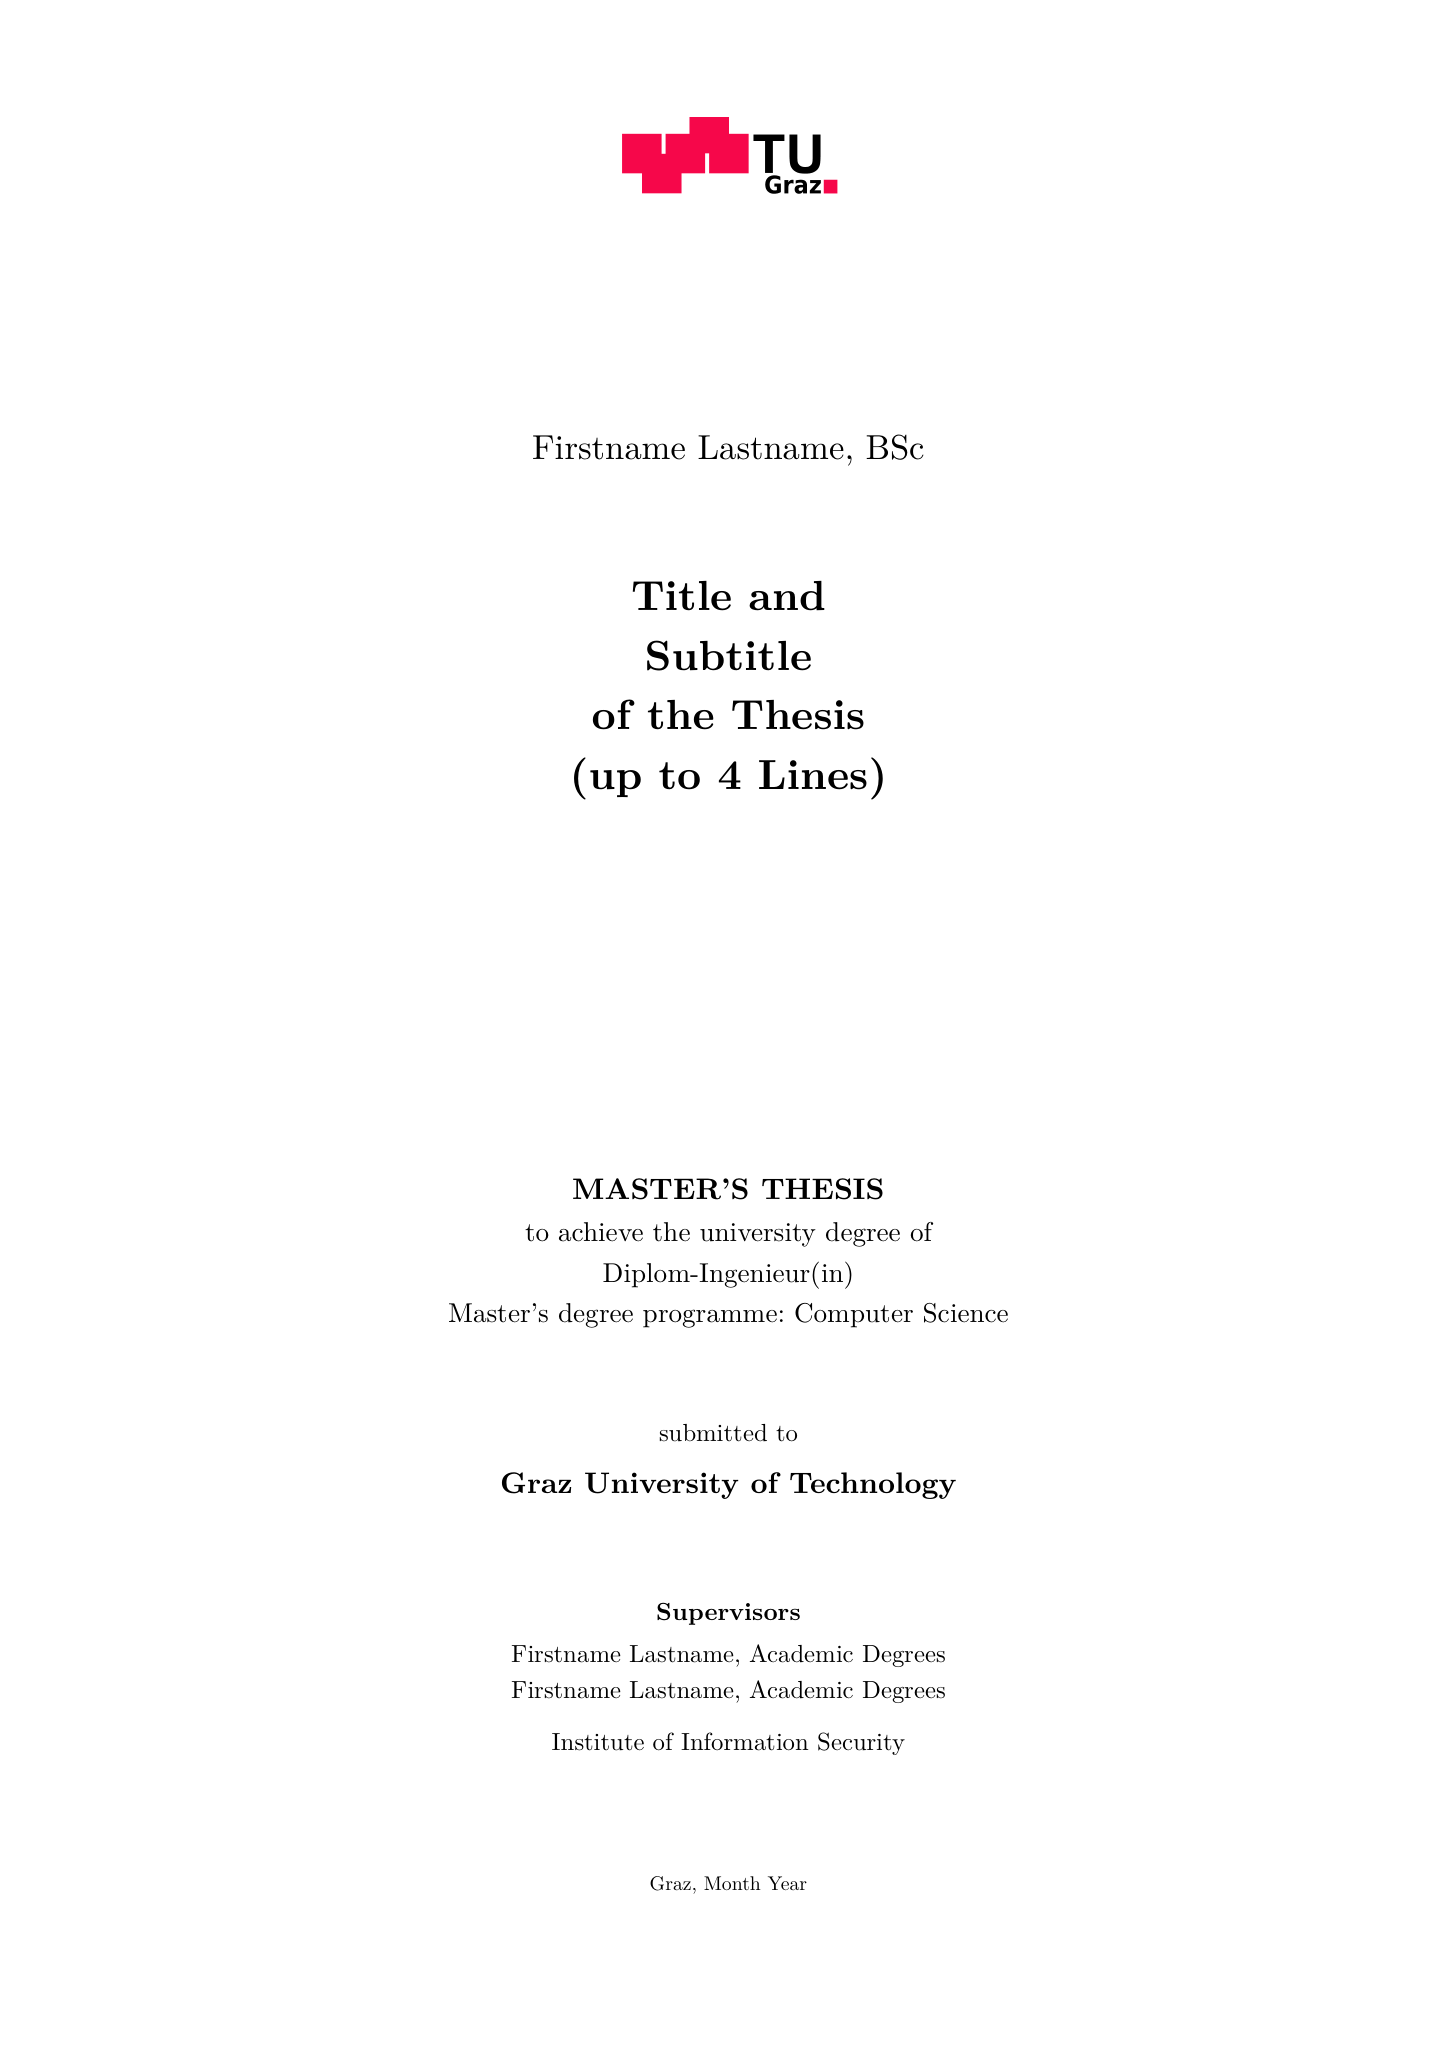 TU
Graz
Firstname Lastname, BSc
Title and
Subtitle
of the Thesis
(up to 4 Lines)
MASTER'S THESIS
to achieve the university degree of
Diplom-Ingenieur(in)
Master's degree programme: Computer Science
submitted to
Graz University of Technology
Supervisors
Firstname Lastname, Academic Degrees
Firstname Lastname, Academic Degrees
Institute of Information Security
Graz, Month Year